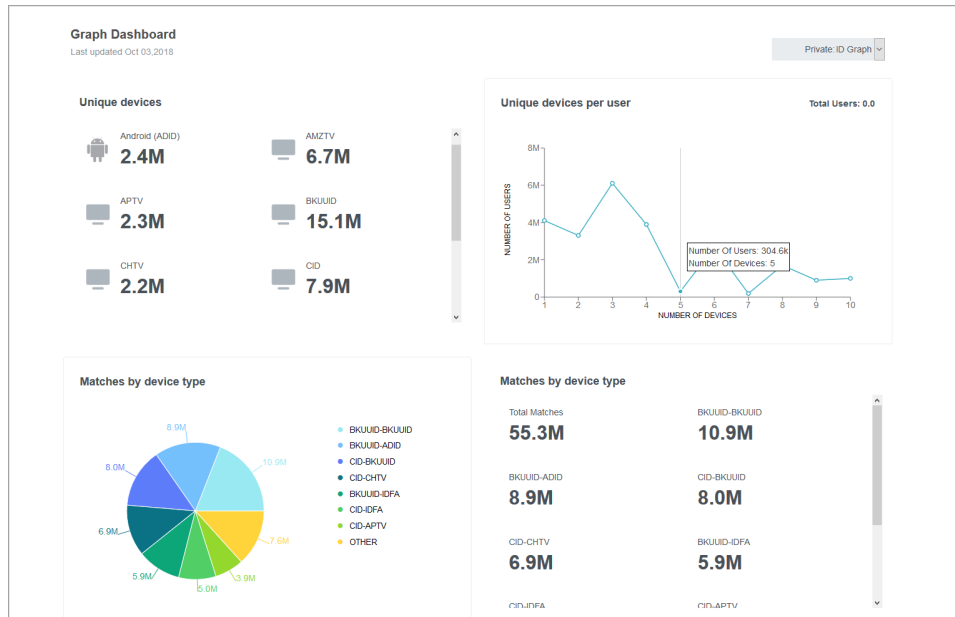 Graph Dashboard
Last updated Oct 03,2018
Private: ID Graph
Unique devices
Android (ADID)
2.4M
AMZTV
6.7M
APTV
2.3M
BKUUID
15.1M
CHTV
2.2M
CID
7.9M
Unique devices per user
Total Users: 0.0
NUMBER OF USERS
8M
6M
4M
2M
0
1 2 3 4 5 6 7 8 9 10
NUMBER OF DEVICES
Number Of Users: 304.6k
Number Of Devices: 5
Matches by device type
8.9M
10.9M
8.0M
6.9M
5.9M
5.0M
3.9M
7.6M
BKUUID-BKUUID
BKUUID-ADID
CID-BKUUID
CID-CHTV
BKUUID-IDFA
CID-IDFA
CID-APTV
OTHER
Matches by device type
Total Matches
55.3M
BKUUID-BKUUID
10.9M
BKUUID-ADID
8.9M
CID-BKUUID
8.0M
CID-CHTV
6.9M
BKUUID-IDFA
5.9M
CID-IDFA
CID-APTV